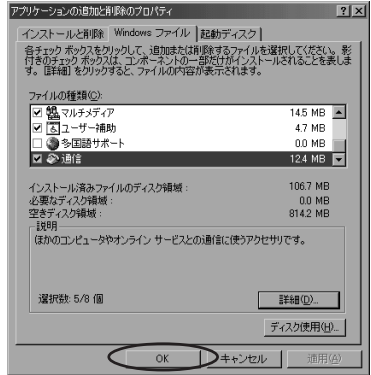 アプリケーションの追加と削除のプロパティ
インストールと削除 Windows ファイル 起動ディスク
各チェック ボックスをクリックして、追加または削除するファイルを選択してください。影
付きのチェック ボックスは、コンポーネントの一部だけがインストールされることを表しま
す。[詳細] をクリックすると、ファイルの内容が表示されます。
ファイルの種類(C):
マルチメディア 14.5 MB
ユーザー補助 4.7 MB
多国語サポート 0.0 MB
通信 12.4 MB
インストール済みファイルのディスク領域： 106.7 MB
必要なディスク領域： 0.0 MB
空きディスク領域： 814.2 MB
説明
ほかのコンピュータやオンライン サービスとの通信に使うアクセサリです。
選択数: 5/8 個 詳細(D)...
ディスク使用(H)...
OK キャンセル 適用(A)